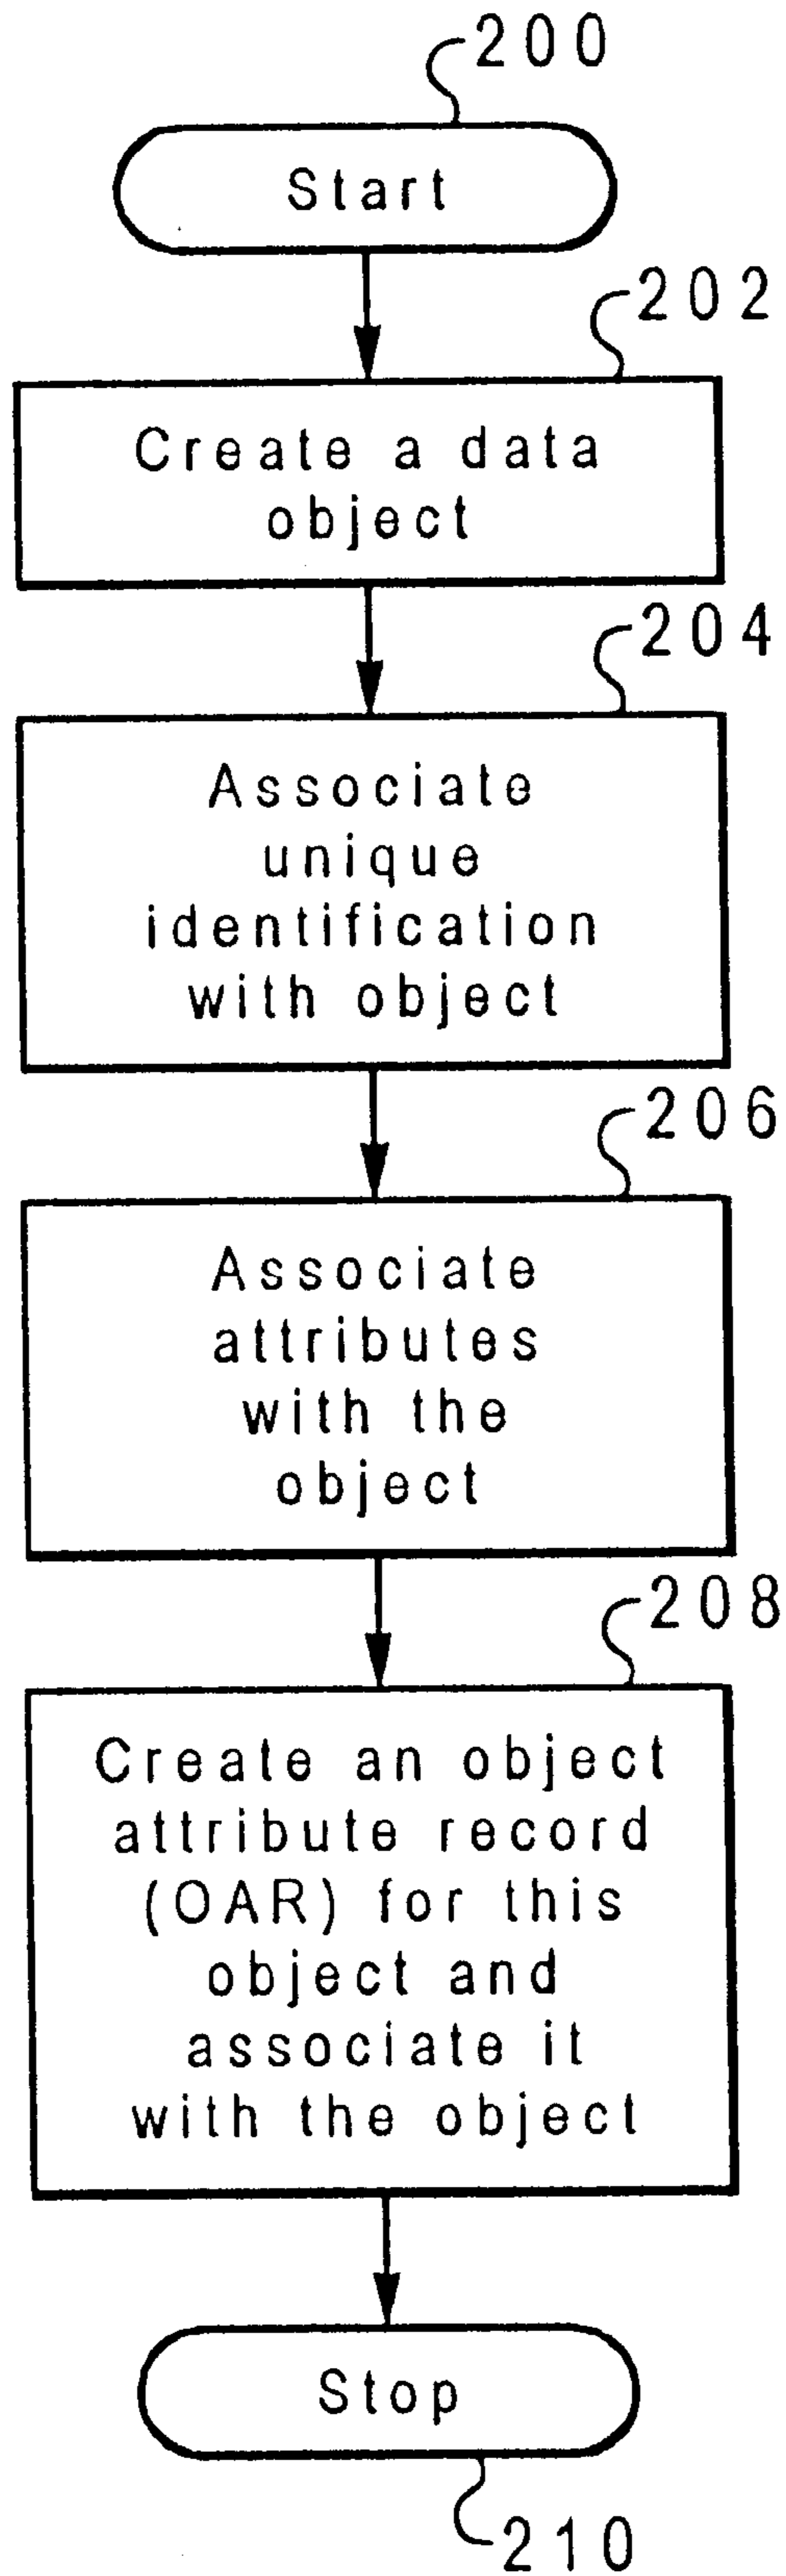 200
Start
202
Create a data
object
204
Associate
unique
identification
with object
206
Associate
attributes
with the
object
208
Create an object
attribute record
(OAR) for this
object and
associate it
with the object
Stop
210